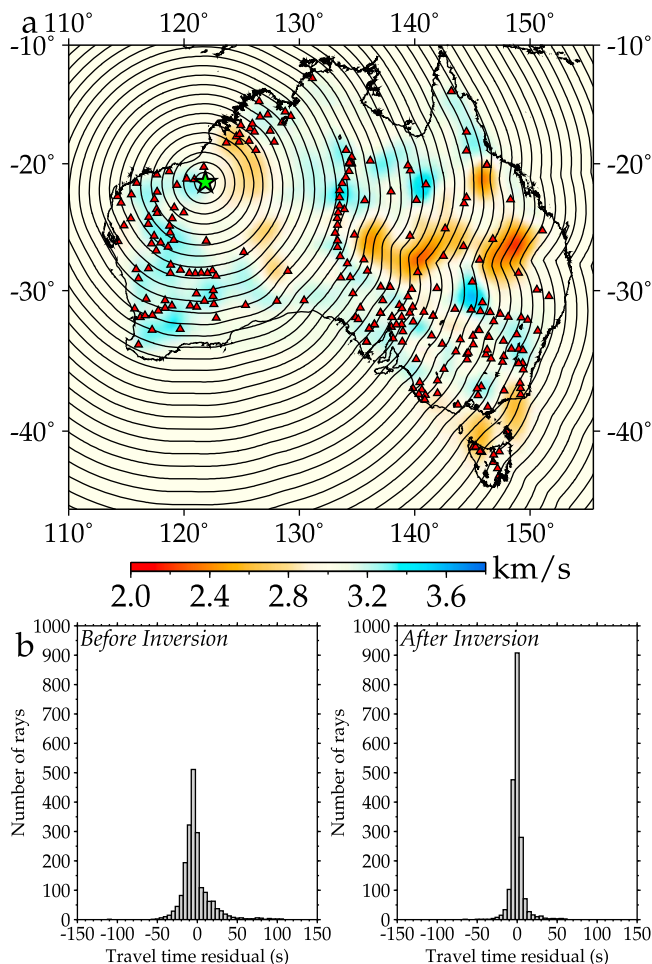 a
110° 120° 130° 140° 150°
-10° -10°
-20° -20°
-30° -30°
-40° -40°
110° 120° 130° 140° 150°
km/s
2.0 2.4 2.8 3.2 3.6
b
Before Inversion After Inversion
1000 1000
900 900
800 800
700 700
600 600
500 500
400 400
300 300
200 200
100 100
0 0
Number of rays Number of rays
-150 -100 -50 0 50 100 150 -150 -100 -50 0 50 100 150
Travel time residual (s) Travel time residual (s)